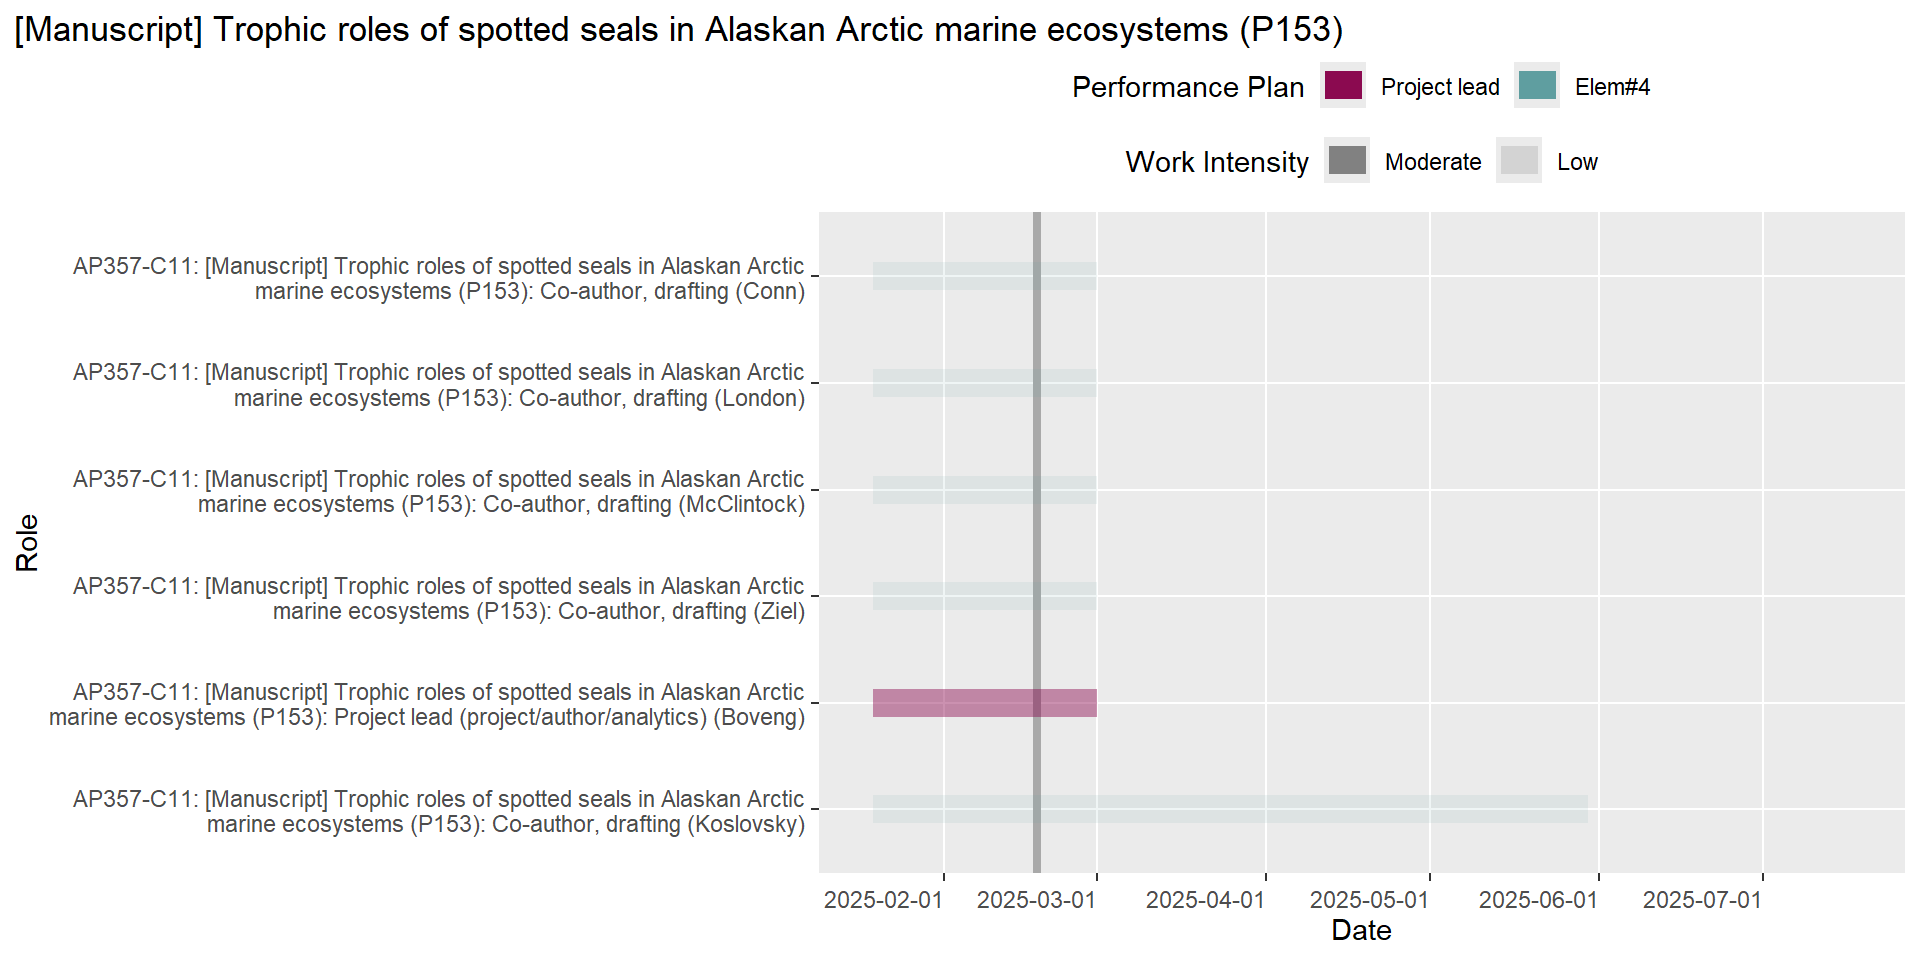 [Manuscript] Trophic roles of spotted seals in Alaskan Arctic marine ecosystems (P153)
Performance Plan Project lead Elem#4
Work Intensity Moderate Low
AP357-C11: [Manuscript] Trophic roles of spotted seals in Alaskan Arctic
marine ecosystems (P153): Co-author, drafting (Conn)
AP357-C11: [Manuscript] Trophic roles of spotted seals in Alaskan Arctic
marine ecosystems (P153): Co-author, drafting (London)
AP357-C11: [Manuscript] Trophic roles of spotted seals in Alaskan Arctic
marine ecosystems (P153): Co-author, drafting (McClintock)
AP357-C11: [Manuscript] Trophic roles of spotted seals in Alaskan Arctic
marine ecosystems (P153): Co-author, drafting (Ziel)
AP357-C11: [Manuscript] Trophic roles of spotted seals in Alaskan Arctic
marine ecosystems (P153): Project lead (project/author/analytics) (Boveng)
AP357-C11: [Manuscript] Trophic roles of spotted seals in Alaskan Arctic
marine ecosystems (P153): Co-author, drafting (Koslovsky)
Role
2025-02-01 2025-03-01 2025-04-01 2025-05-01 2025-06-01 2025-07-01
Date